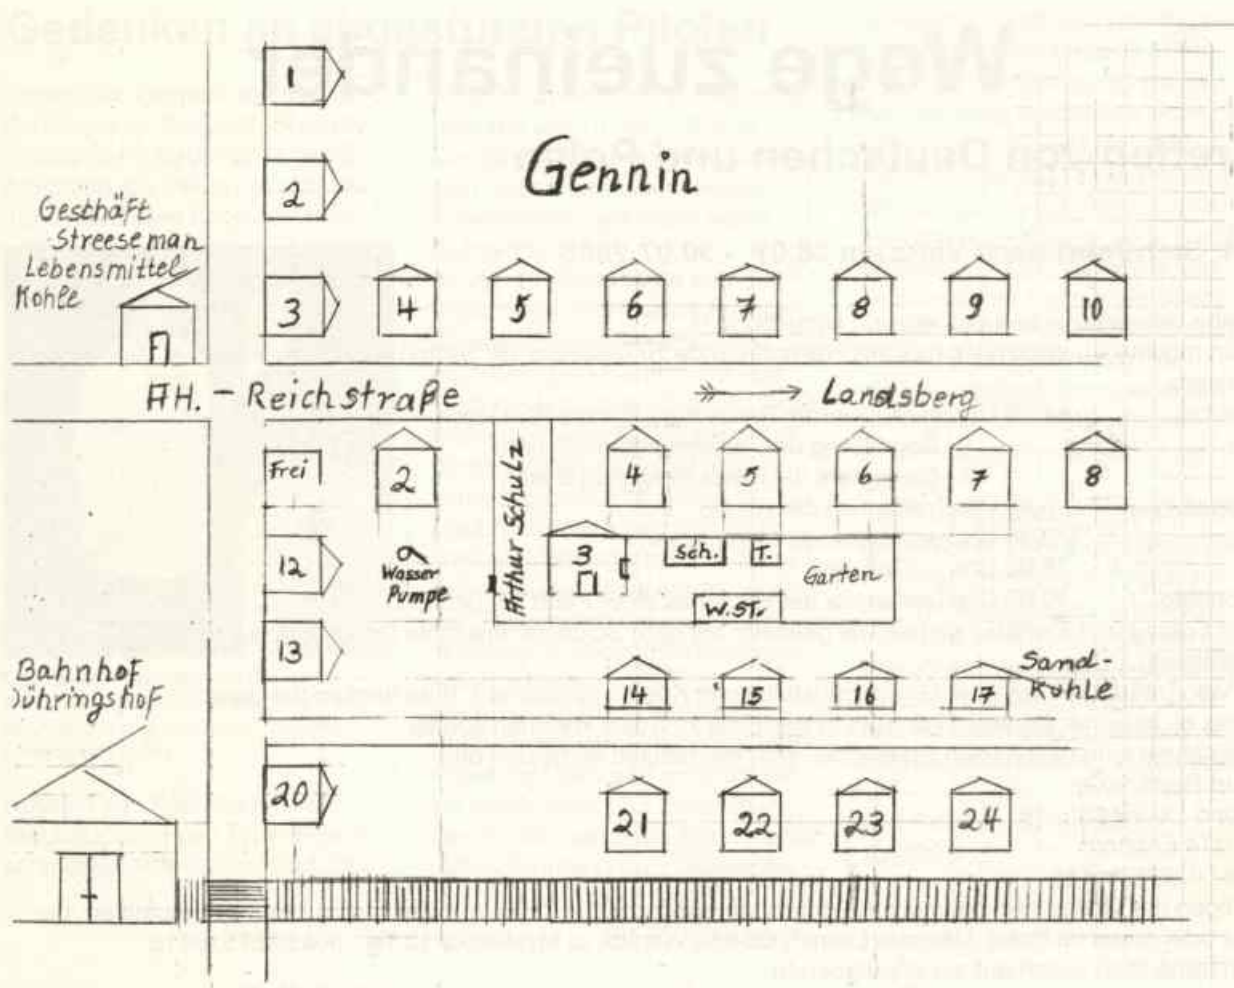 1
Gennin
2
Geschäft
Streeseman
Lebensmittel
Kohle
3 4 5 6 7 8 9 10
AH. - Reichstraße → Landsberg
Frei 2 4 5 6 7 8
Arthur Schulz
12
Wasser
Pumpe
3 Sch. T. Garten
W.ST.
13
14 15 16 17
Sand-
Kuhle
Bahnhof
Dühringshof
20 21 22 23 24